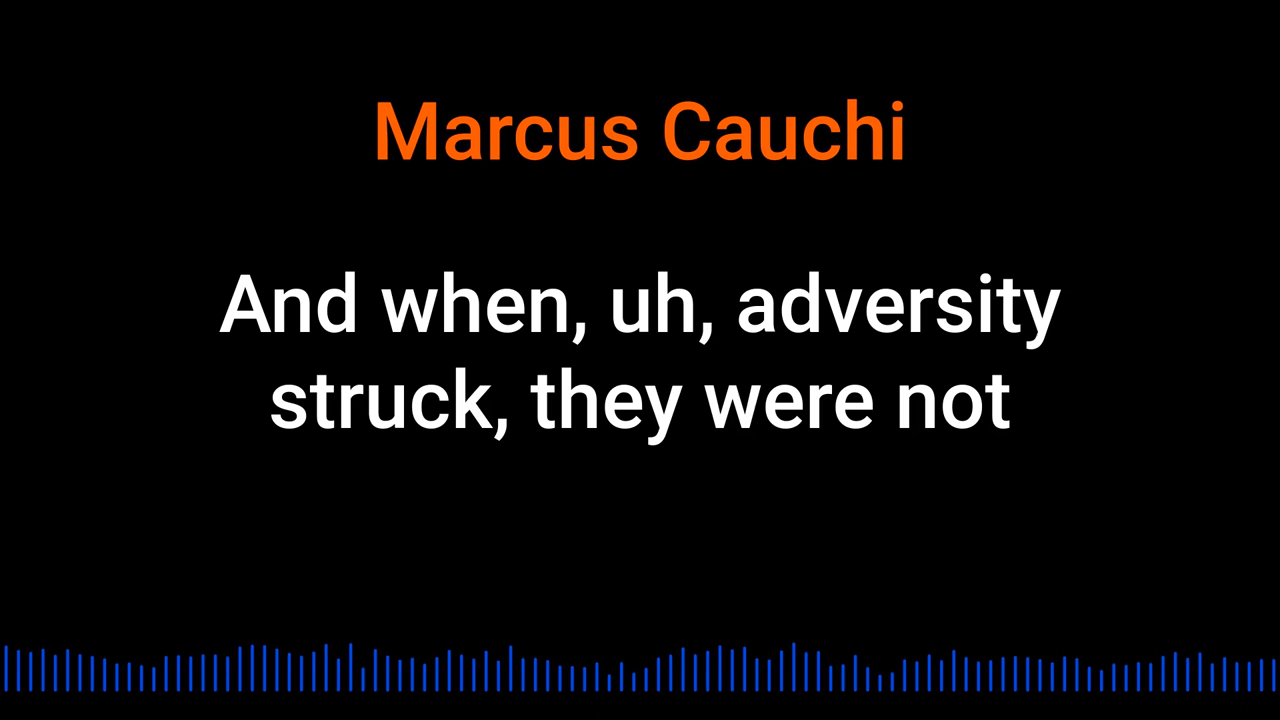 Marcus Cauchi
And when, uh, adversity
struck, they were not